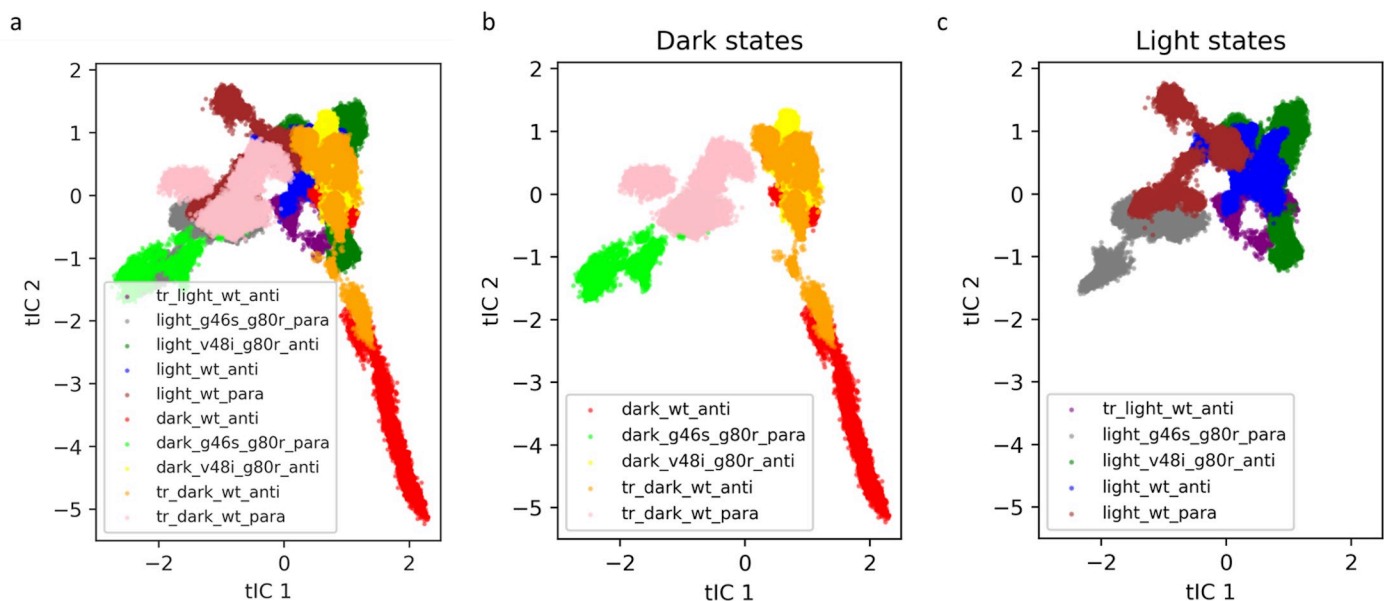 a
2
1
0
−1
−2
−3
−4
−5
tIC 2
tr_light_wt_anti
light_g46s_g80r_para
light_v48i_g80r_anti
light_wt_anti
light_wt_para
dark_wt_anti
dark_g46s_g80r_para
dark_v48i_g80r_anti
tr_dark_wt_anti
tr_dark_wt_para
−2 0 2
tIC 1
b
Dark states
2
1
0
−1
−2
−3
−4
−5
tIC 2
dark_wt_anti
dark_g46s_g80r_para
dark_v48i_g80r_anti
tr_dark_wt_anti
tr_dark_wt_para
−2 0 2
tIC 1
c
Light states
2
1
0
−1
−2
−3
−4
−5
tIC 2
tr_light_wt_anti
light_g46s_g80r_para
light_v48i_g80r_anti
light_wt_anti
light_wt_para
−2 0 2
tIC 1